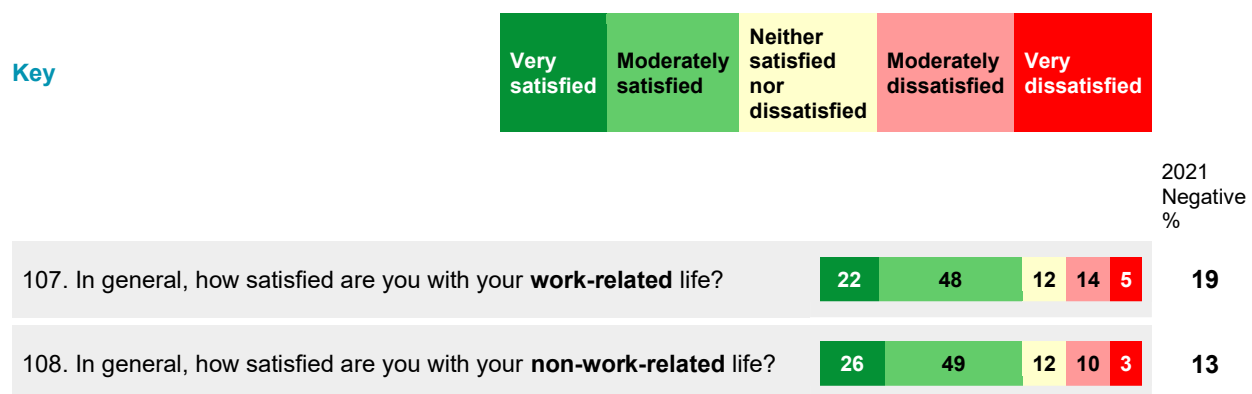 Key
Very
satisfied
Moderately
satisfied
Neither
satisfied
nor
dissatisfied
Moderately
dissatisfied
Very
dissatisfied
2021
Negative
%
107. In general, how satisfied are you with your work-related life? 22 48 12 14 5 19
108. In general, how satisfied are you with your non-work-related life? 26 49 12 10 3 13